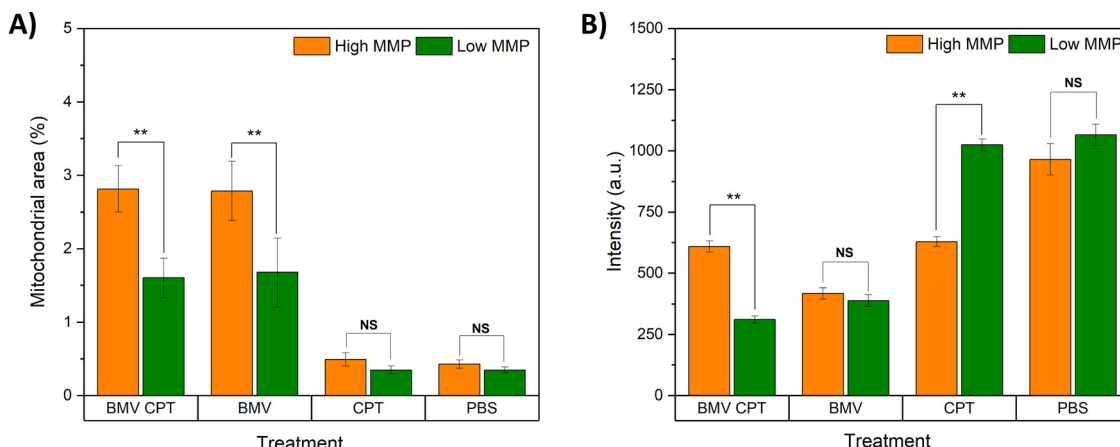 A)
High MMP Low MMP
Mitochondrial area (%)
5
4
3
2
1
0
**
**
NS
NS
BMV CPT BMV CPT PBS
Treatment
B)
High MMP Low MMP
Intensity (a.u.)
1500
1250
1000
750
500
250
0
**
NS
**
NS
BMV CPT BMV CPT PBS
Treatment